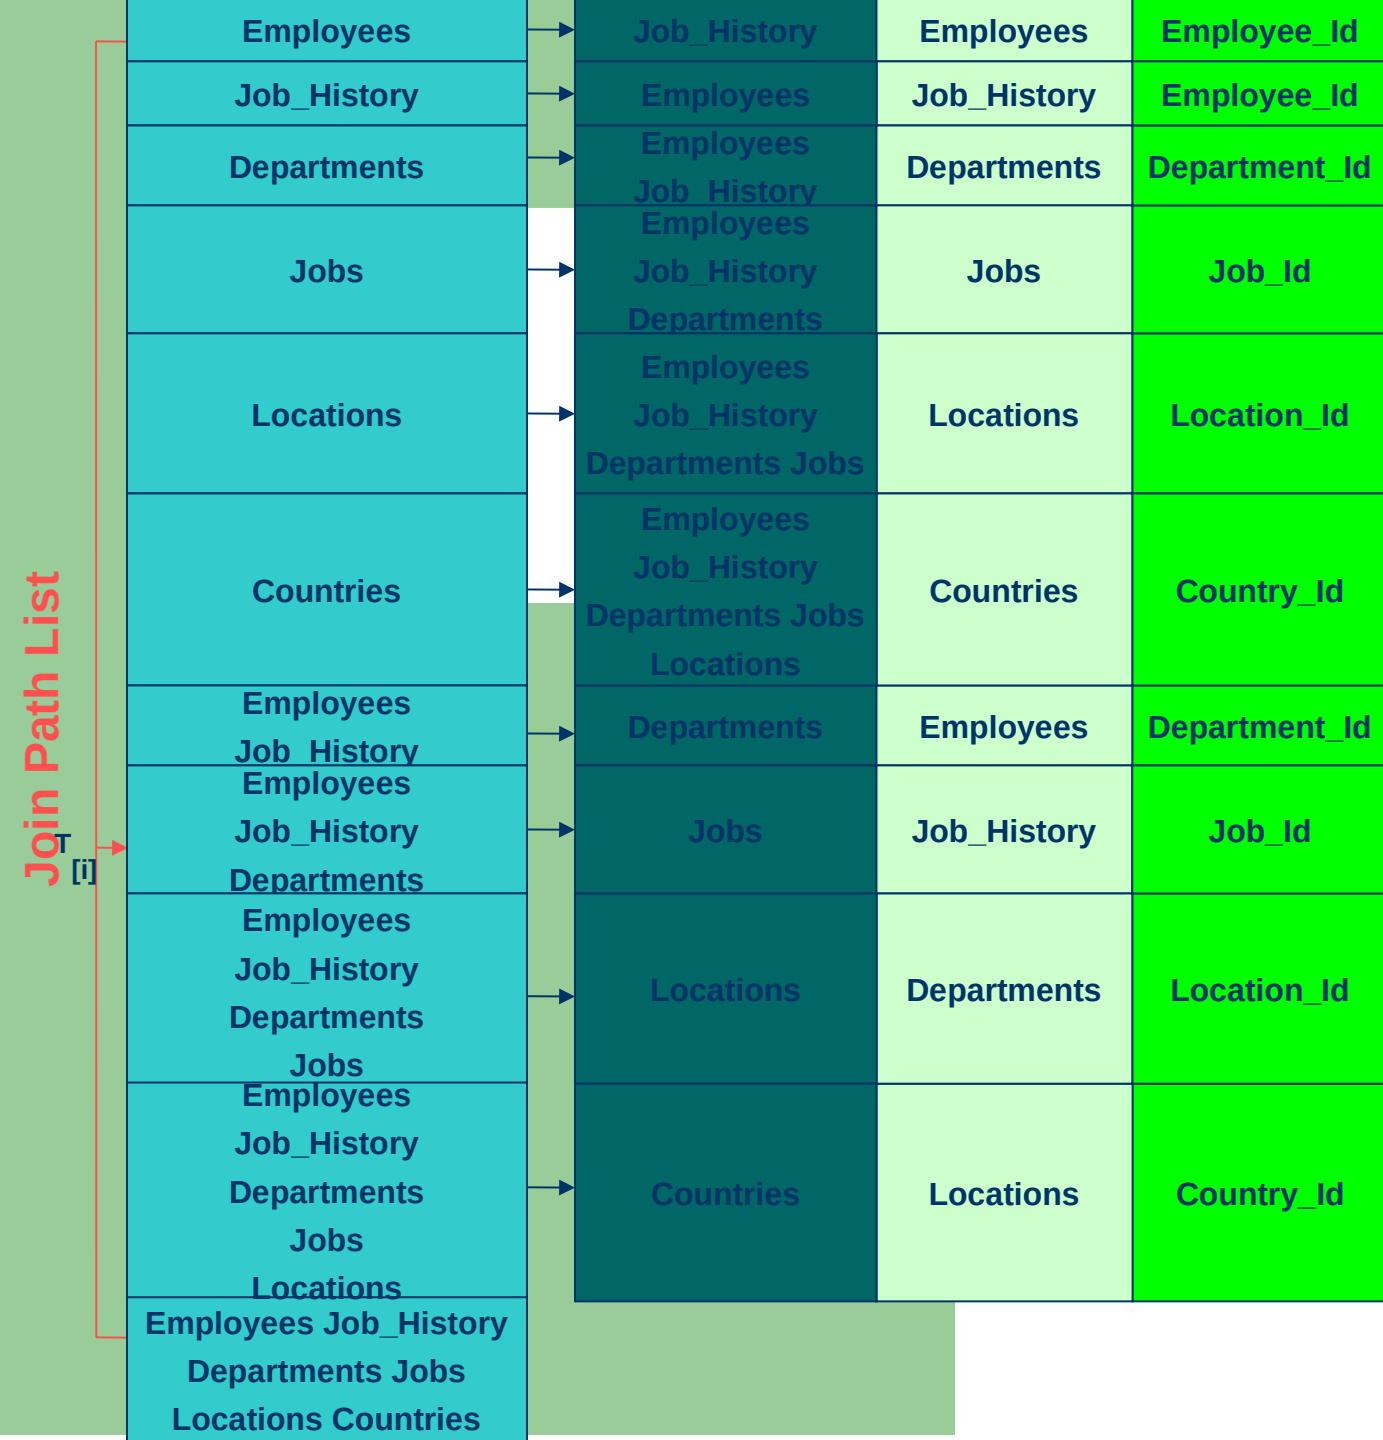 Join Path List
T
[i]
Employees
Job_History
Employees
Employee_Id
Job_History
Employees
Job_History
Employee_Id
Departments
Employees
Job_History
Departments
Department_Id
Jobs
Employees
Job_History
Departments
Jobs
Job_Id
Locations
Employees
Job_History
Departments Jobs
Locations
Location_Id
Countries
Employees
Job_History
Departments Jobs
Locations
Countries
Country_Id
Employees
Job_History
Departments
Employees
Department_Id
Employees
Job_History
Departments
Jobs
Job_History
Job_Id
Employees
Job_History
Departments
Jobs
Locations
Departments
Location_Id
Employees
Job_History
Departments
Jobs
Locations
Countries
Locations
Country_Id
Employees Job_History
Departments Jobs
Locations Countries